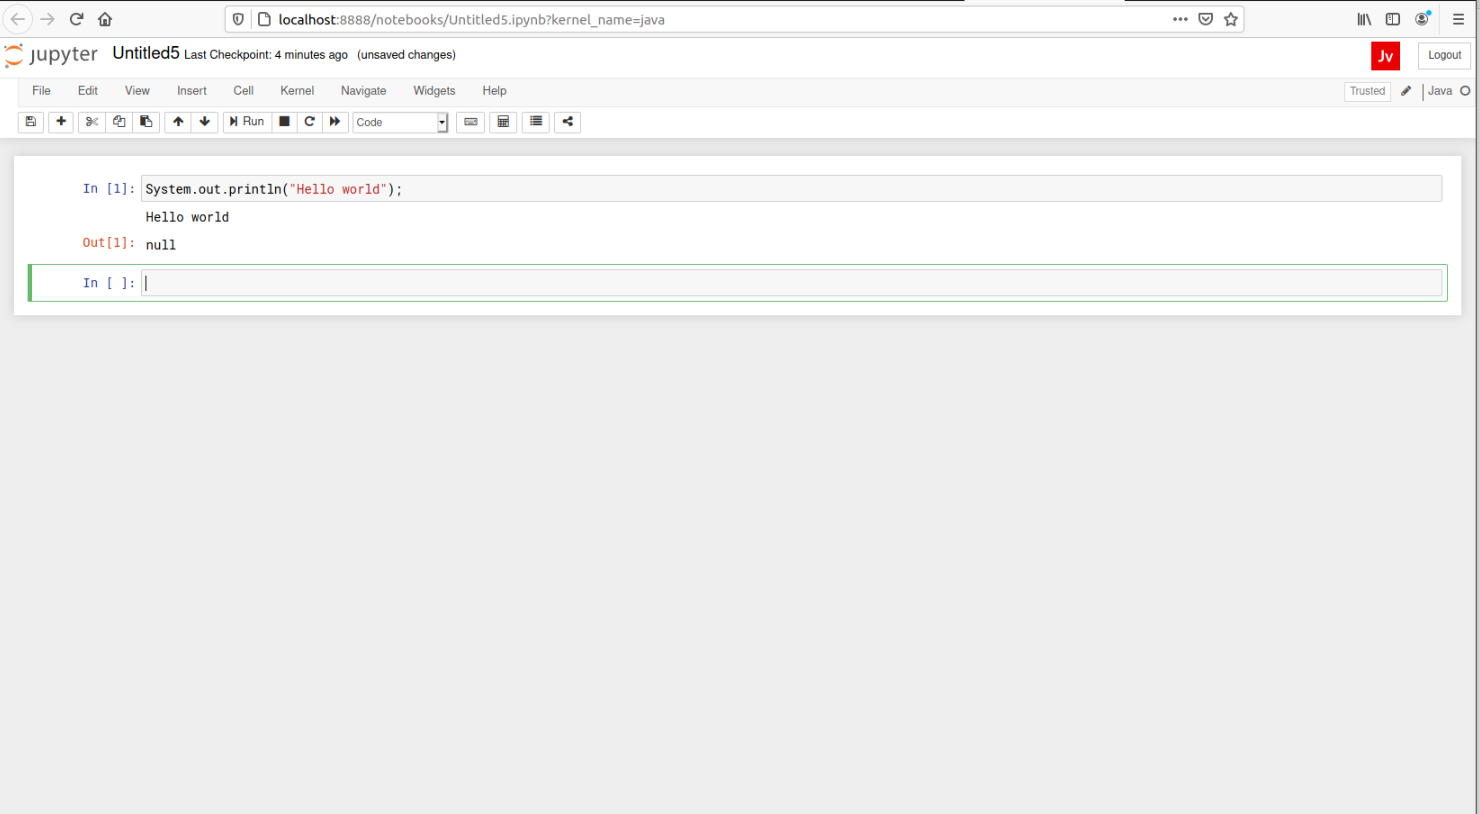 localhost:8888/notebooks/Untitled5.ipynb?kernel_name=java
jupyter Untitled5 Last Checkpoint: 4 minutes ago (unsaved changes) Jv Logout
File Edit View Insert Cell Kernel Navigate Widgets Help Trusted Java
Run Code
In [1]: System.out.println("Hello world");
Hello world
Out[1]: null
In [ ]: